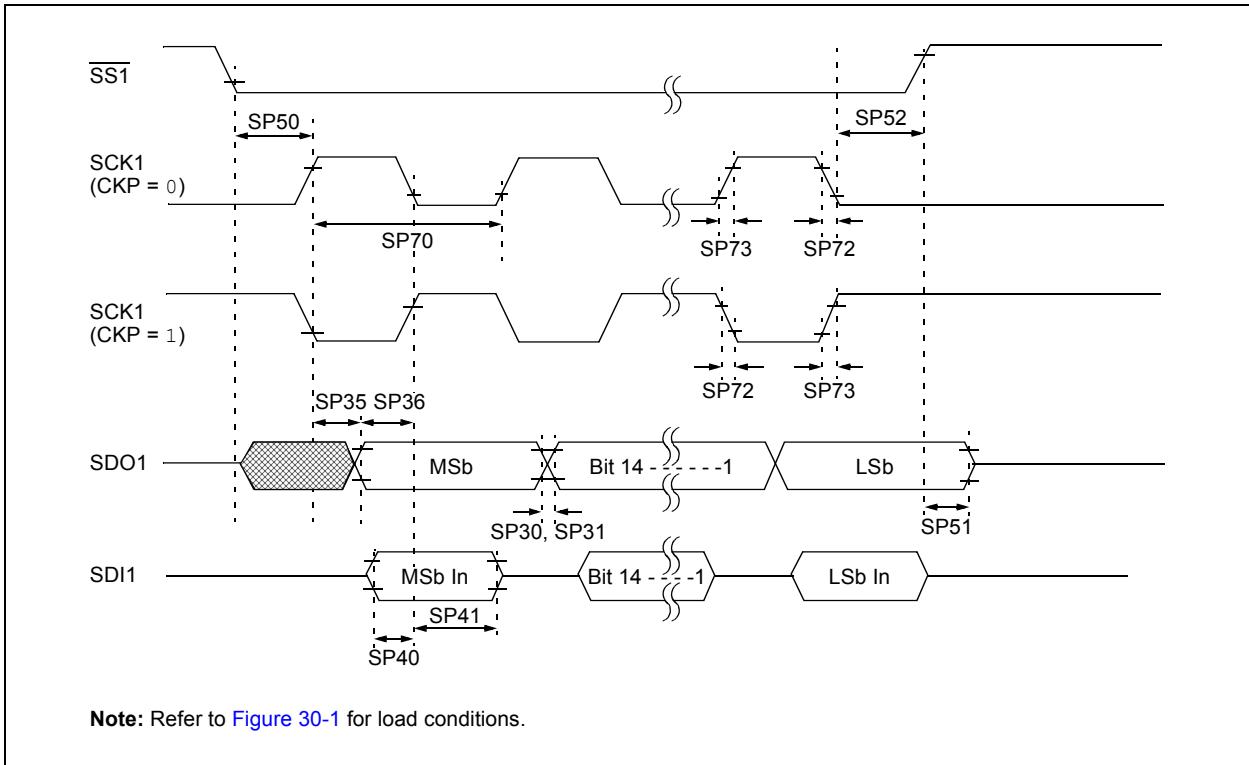 SS1
SP50
SP52
SCK1
(CKP = 0)
SP70
SP73
SP72
SCK1
(CKP = 1)
SP72
SP73
SP35
SP36
SDO1
MSb
Bit 14 - - - - - - -1
LSb
SP30, SP31
SP51
SDI1
MSb In
Bit 14 - - - - -1
LSb In
SP41
SP40
Note: Refer to Figure 30-1 for load conditions.